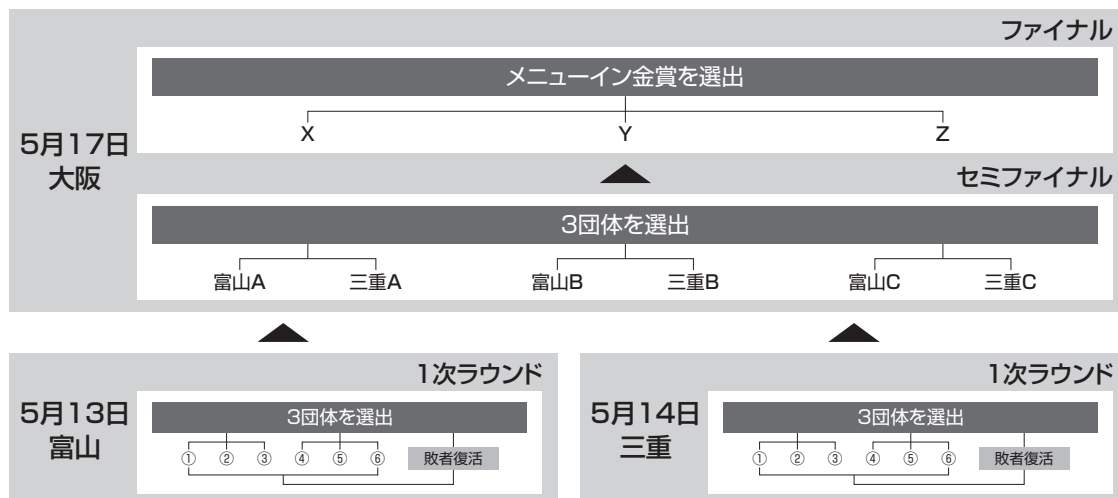 ファイナル
メニューイン金賞を選出
X Y Z
5月17日
大阪
セミファイナル
3団体を選出
富山A 三重A 富山B 三重B 富山C 三重C
1次ラウンド
5月13日
富山
3団体を選出
① ② ③ ④ ⑤ ⑥ 敗者復活
1次ラウンド
5月14日
三重
3団体を選出
① ② ③ ④ ⑤ ⑥ 敗者復活